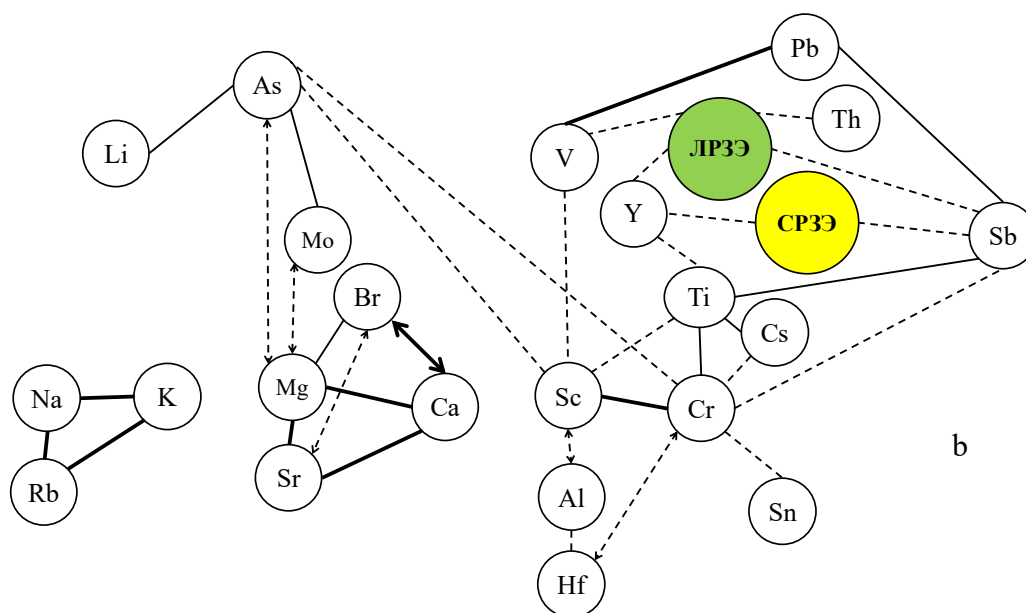 Pb
As
Th
Li
V
ЛРЗЭ
Y
СРЗЭ
Sb
Mo
Br
Ti
Cs
Mg
Na
K
Ca
Sc
Cr
b
Sr
Rb
Al
Sn
Hf